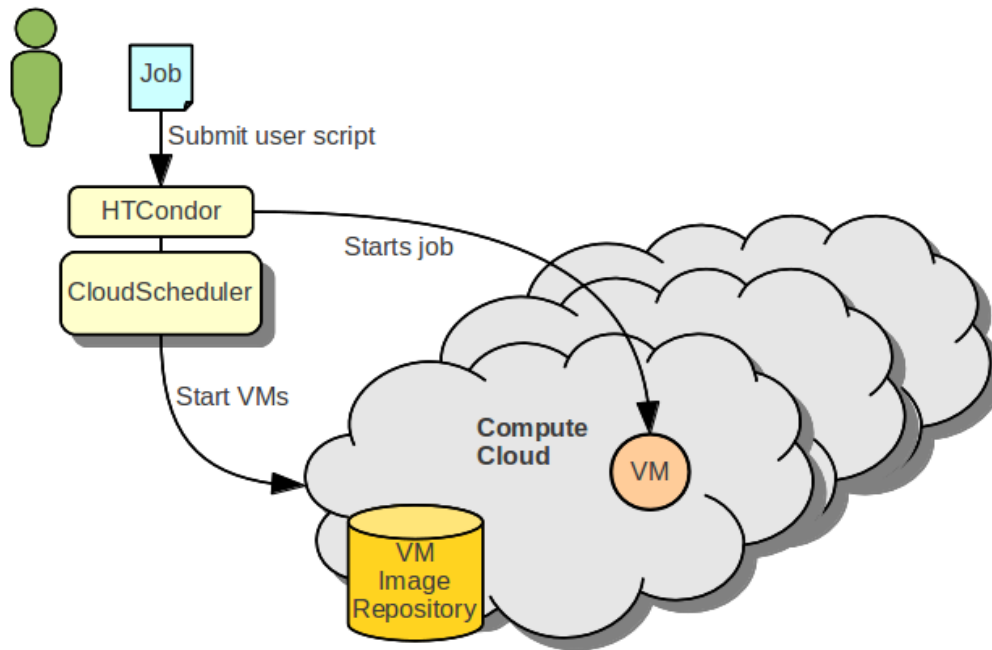 Job
Submit user script
HTCondor
Starts job
CloudScheduler
Start VMs
Compute
Cloud
VM
VM
Image
Repository